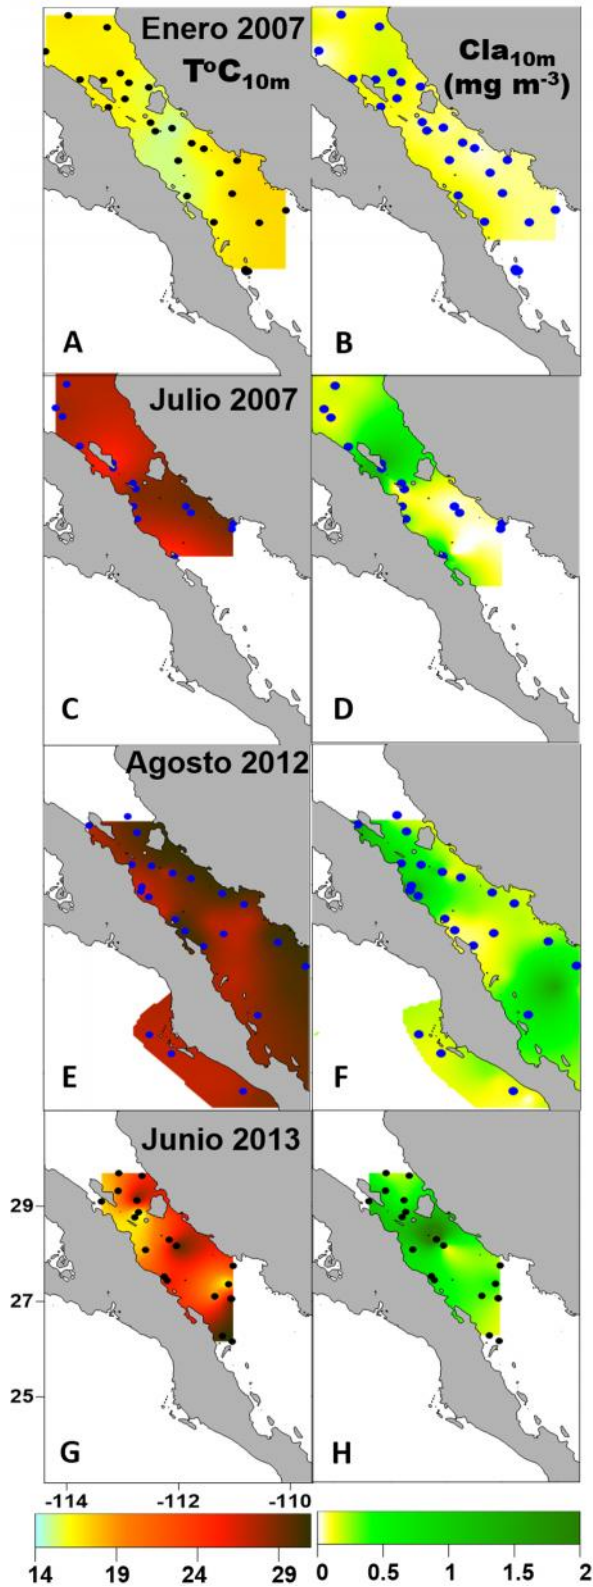 Enero 2007
T°C10m
Cla10m
(mg m-3)
A
B
Julio 2007
C
D
Agosto 2012
E
F
Junio 2013
29
27
25
G
H
-114 -112 -110
14 19 24 29
0 0.5 1 1.5 2